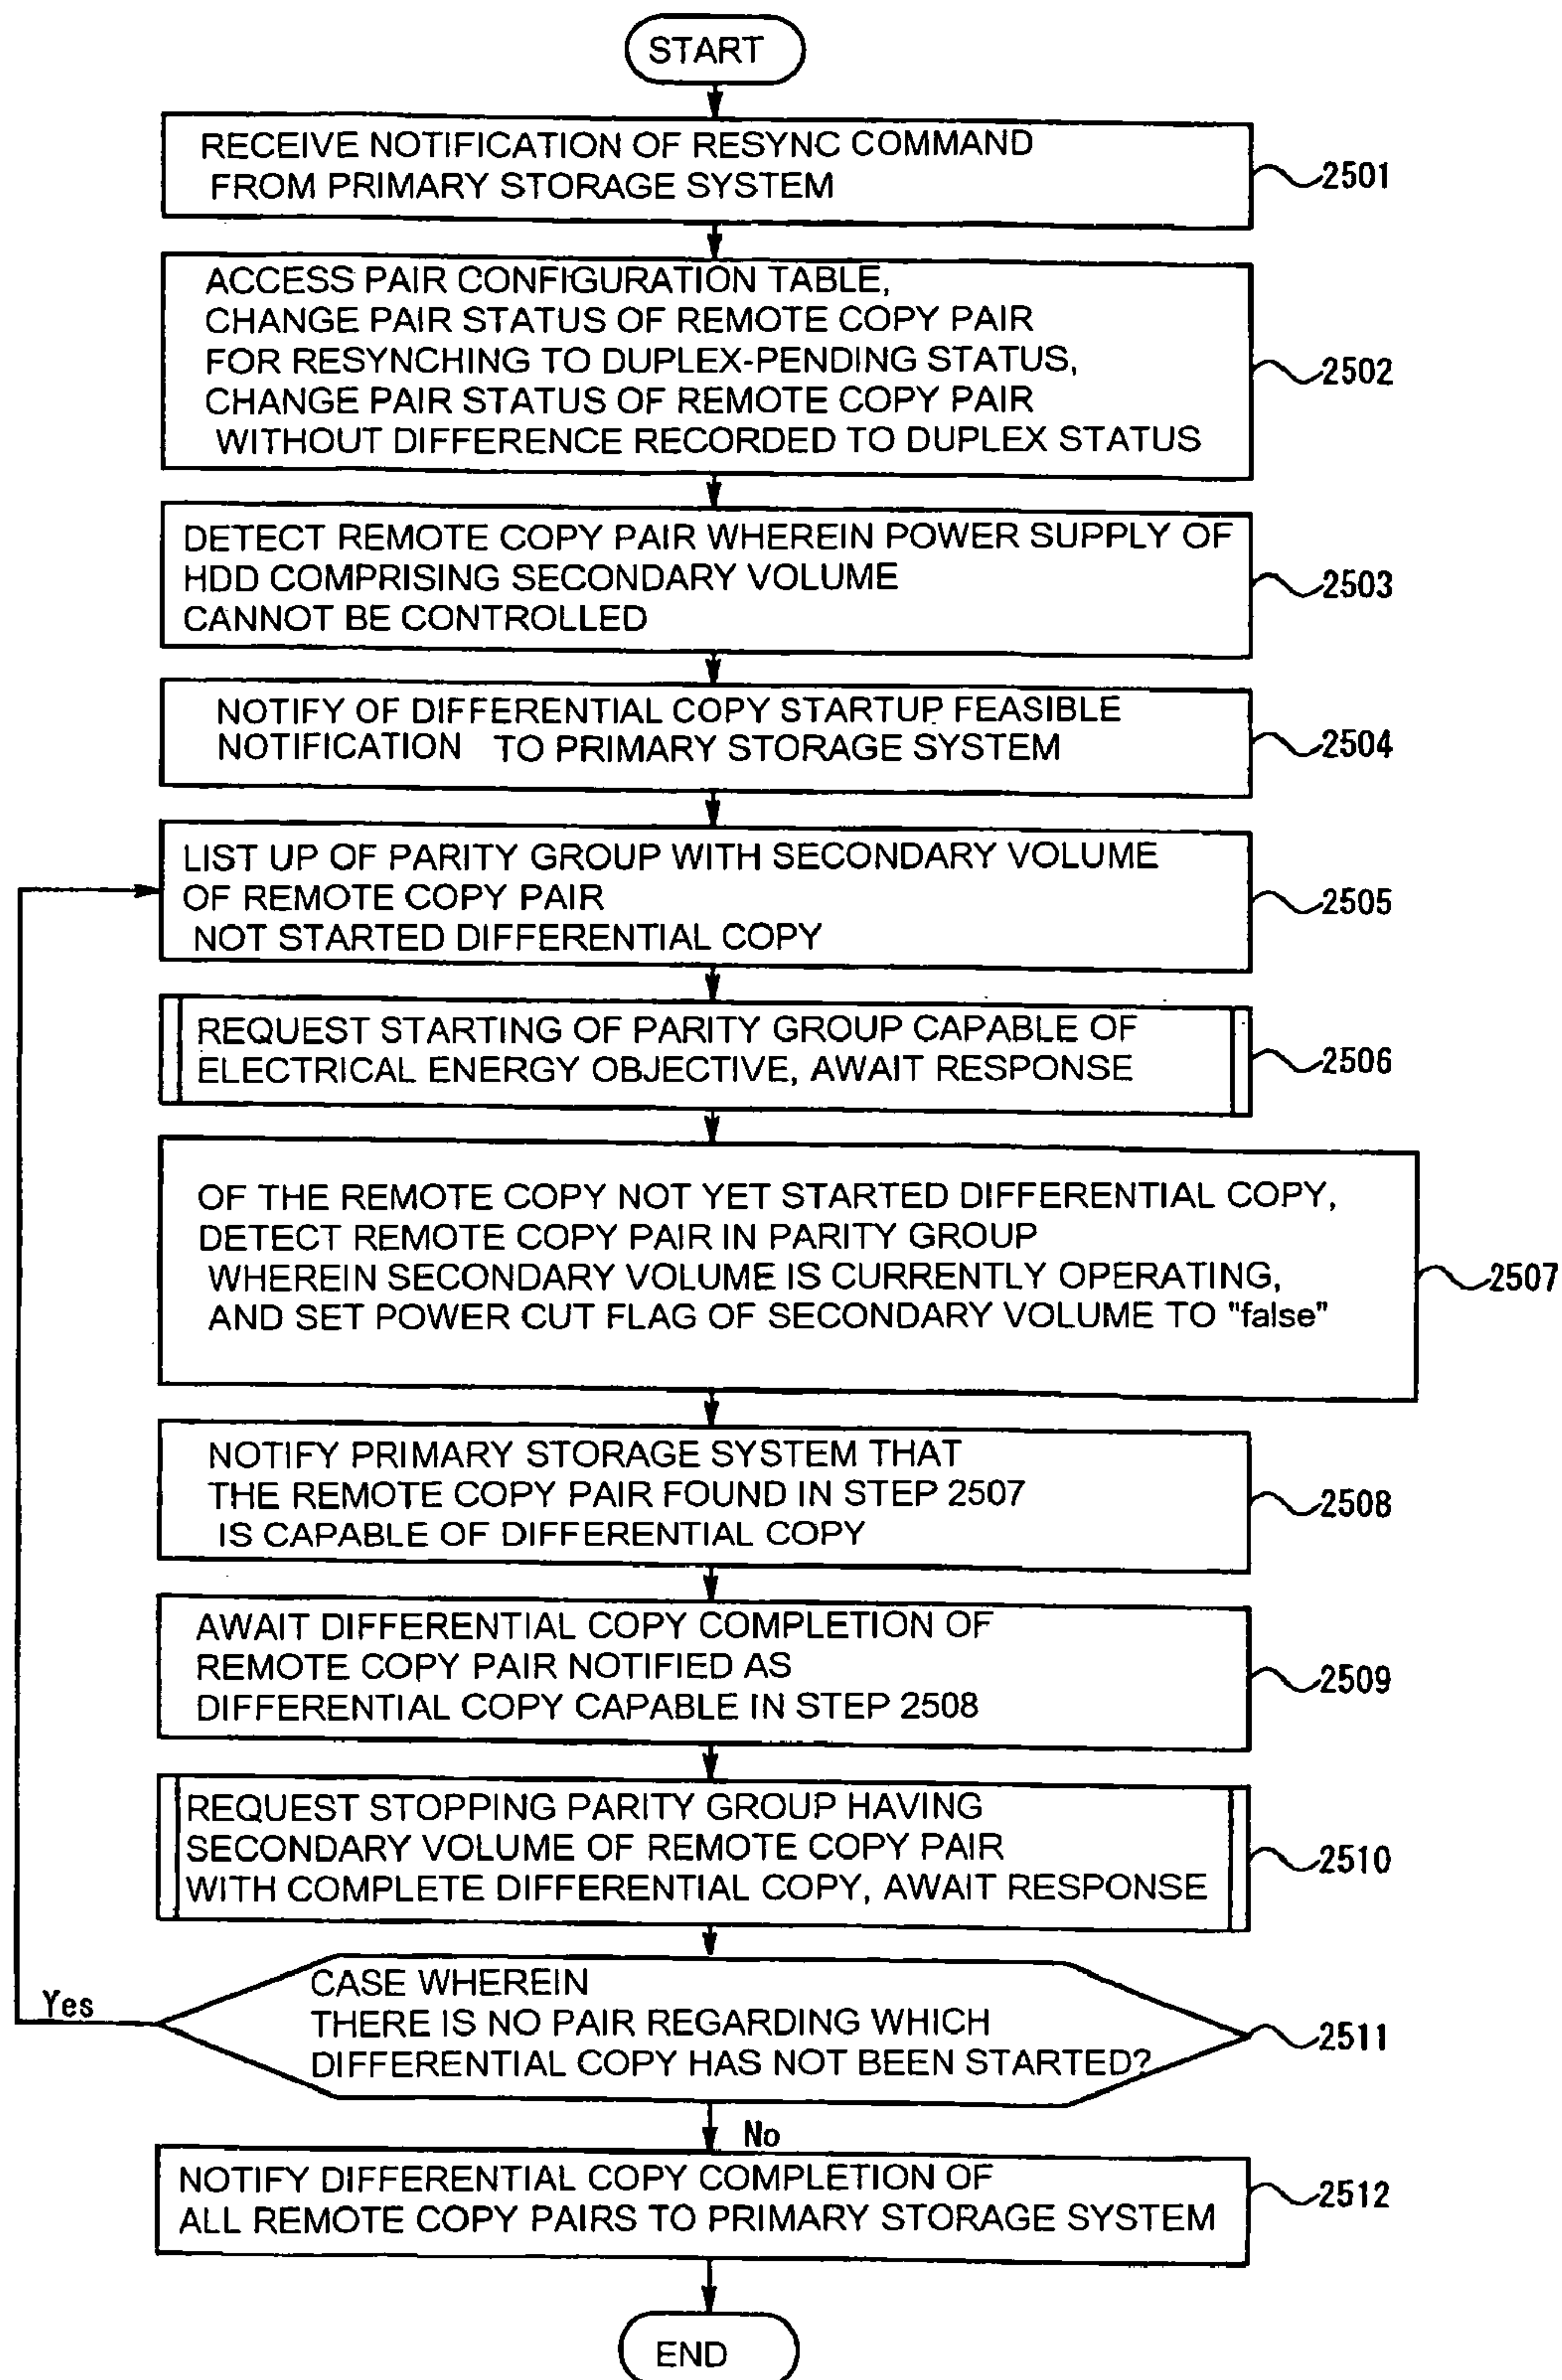 START
RECEIVE NOTIFICATION OF RESYNC COMMAND
FROM PRIMARY STORAGE SYSTEM
2501
ACCESS PAIR CONFIGURATION TABLE,
CHANGE PAIR STATUS OF REMOTE COPY PAIR
FOR RESYNCHING TO DUPLEX-PENDING STATUS,
CHANGE PAIR STATUS OF REMOTE COPY PAIR
WITHOUT DIFFERENCE RECORDED TO DUPLEX STATUS
2502
DETECT REMOTE COPY PAIR WHEREIN POWER SUPPLY OF
HDD COMPRISING SECONDARY VOLUME
CANNOT BE CONTROLLED
2503
NOTIFY OF DIFFERENTIAL COPY STARTUP FEASIBLE
NOTIFICATION TO PRIMARY STORAGE SYSTEM
2504
LIST UP OF PARITY GROUP WITH SECONDARY VOLUME
OF REMOTE COPY PAIR
NOT STARTED DIFFERENTIAL COPY
2505
REQUEST STARTING OF PARITY GROUP CAPABLE OF
ELECTRICAL ENERGY OBJECTIVE, AWAIT RESPONSE
2506
OF THE REMOTE COPY NOT YET STARTED DIFFERENTIAL COPY,
DETECT REMOTE COPY PAIR IN PARITY GROUP
WHEREIN SECONDARY VOLUME IS CURRENTLY OPERATING,
AND SET POWER CUT FLAG OF SECONDARY VOLUME TO "false"
2507
NOTIFY PRIMARY STORAGE SYSTEM THAT
THE REMOTE COPY PAIR FOUND IN STEP 2507
IS CAPABLE OF DIFFERENTIAL COPY
2508
AWAIT DIFFERENTIAL COPY COMPLETION OF
REMOTE COPY PAIR NOTIFIED AS
DIFFERENTIAL COPY CAPABLE IN STEP 2508
2509
REQUEST STOPPING PARITY GROUP HAVING
SECONDARY VOLUME OF REMOTE COPY PAIR
WITH COMPLETE DIFFERENTIAL COPY, AWAIT RESPONSE
2510
Yes
CASE WHEREIN
THERE IS NO PAIR REGARDING WHICH
DIFFERENTIAL COPY HAS NOT BEEN STARTED?
2511
No
NOTIFY DIFFERENTIAL COPY COMPLETION OF
ALL REMOTE COPY PAIRS TO PRIMARY STORAGE SYSTEM
2512
END